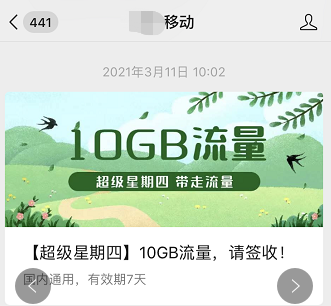 441
移动
2021年3月11日 10:02
10GB流量
超级星期四 带走流量
【超级星期四】10GB流量，请签收！
国内通用，有效期7天